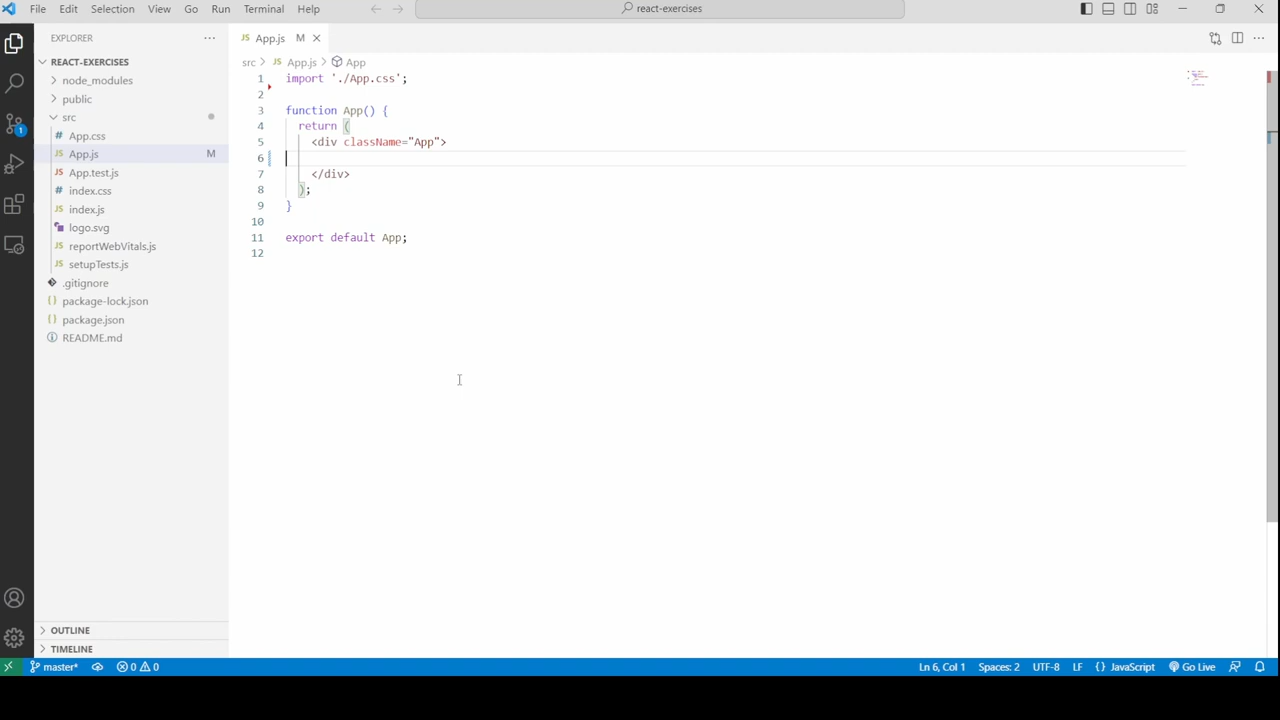 File Edit Selection View Go Run Terminal Help
react-exercises
EXPLORER
App.js M
REACT-EXERCISES
node_modules
public
src
App.css
App.js M
App.test.js
index.css
index.js
logo.svg
reportWebVitals.js
setupTests.js
.gitignore
package-lock.json
package.json
README.md
OUTLINE
TIMELINE
src > JS App.js > App
1 import './App.css';
2
3 function App() {
4 return (
5 <div className="App">
6
7 </div>
8 );
9 }
10
11 export default App;
12
1
master* 0 0 Ln 6, Col 1 Spaces: 2 UTF-8 LF {} JavaScript Go Live